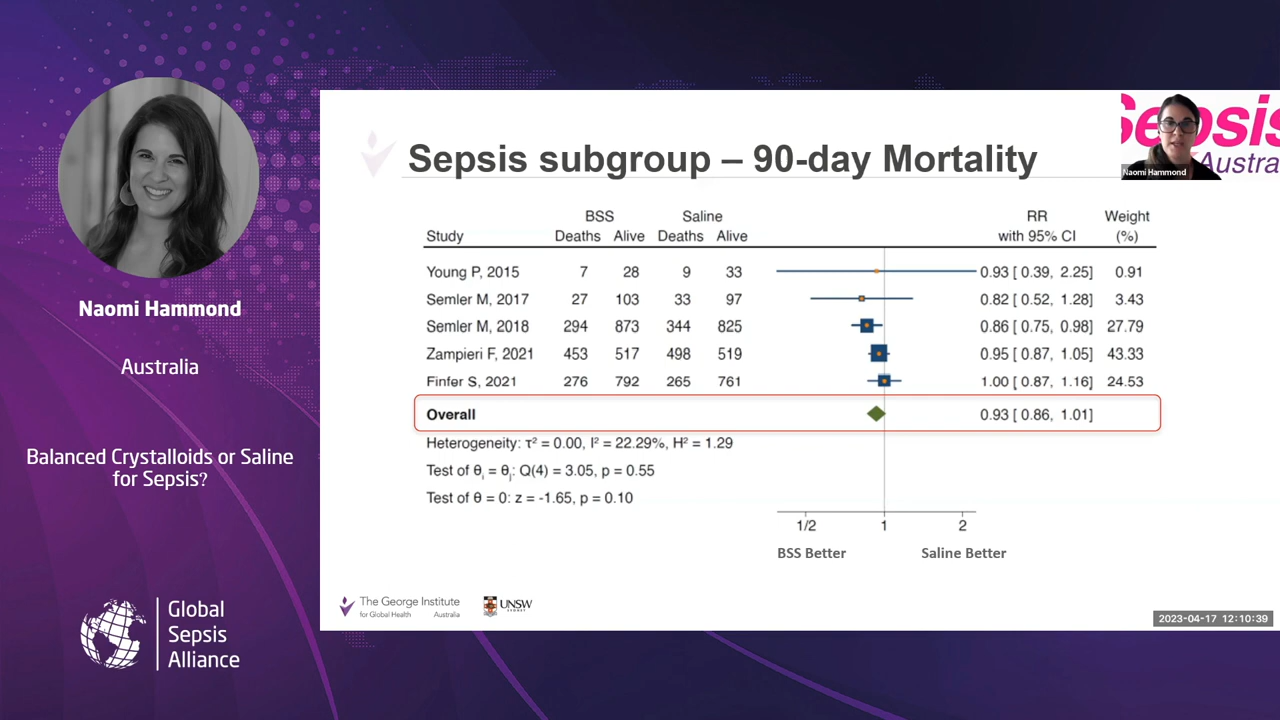 Naomi Hammond
Australia
Balanced Crystalloids or Saline
for Sepsis?
Global
Sepsis
Alliance
Sepsis subgroup – 90-day Mortality
Sepsis
Austra
Naomi Hammond
BSS Saline RR Weight
Study Deaths Alive Deaths Alive with 95% CI (%)
Young P, 2015 7 28 9 33 0.93 [ 0.39, 2.25] 0.91
Semler M, 2017 27 103 33 97 0.82 [ 0.52, 1.28] 3.43
Semler M, 2018 294 873 344 825 0.86 [ 0.75, 0.98] 27.79
Zampieri F, 2021 453 517 498 519 0.95 [ 0.87, 1.05] 43.33
Finfer S, 2021 276 792 265 761 1.00 [ 0.87, 1.16] 24.53
Overall 0.93 [ 0.86, 1.01]
Heterogeneity: τ² = 0.00, I² = 22.29%, H² = 1.29
Test of θᵢ = θⱼ: Q(4) = 3.05, p = 0.55
Test of θ = 0: z = -1.65, p = 0.10
1/2 1 2
BSS Better Saline Better
The George Institute
for Global Health Australia
UNSW
SYDNEY
2023-04-17 12:10:39